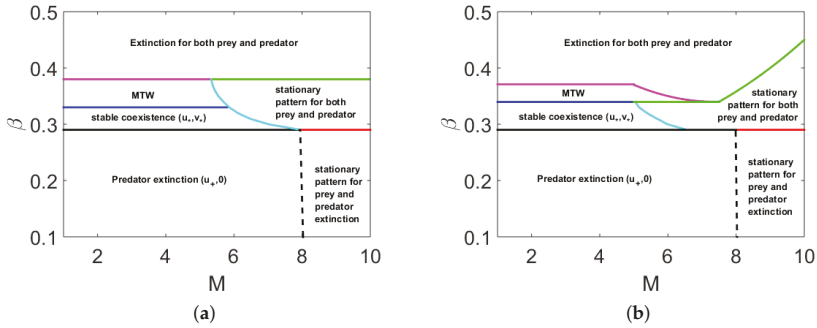 0.5
0.4
0.3
0.2
0.1
β
Extinction for both prey and predator
MTW
stable coexistence (u*,v*)
stationary
pattern for both
prey and predator
Predator extinction (u+,0)
stationary
pattern for
prey and
predator
extinction
2
4
6
8
10
M
(a)
0.5
0.4
0.3
0.2
0.1
β
Extinction for both prey and predator
MTW
stable coexistence (u*,v*)
stationary
pattern for both
prey and predator
Predator extinction (u+,0)
stationary
pattern for
prey and
predator
extinction
2
4
6
8
10
M
(b)